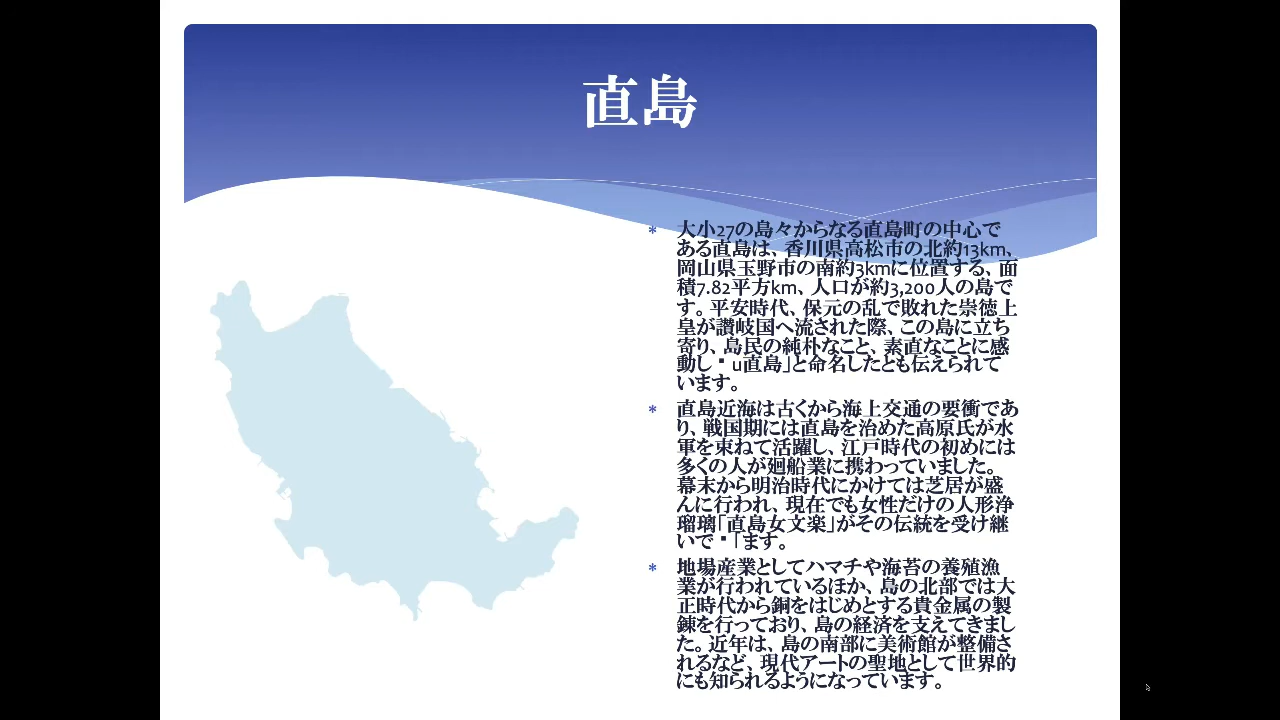 直島
* 大小27の島々からなる直島町の中心で
ある直島は、香川県高松市の北約13km、
岡山県玉野市の南約3kmに位置する、面
積7.82平方km、人口が約3,200人の島で
す。平安時代、保元の乱で敗れた崇徳上
皇が讃岐国へ流された際、この島に立ち
寄り、島民の純朴なこと、素直なことに感
動し・u直島」と命名したとも伝えられて
います。
* 直島近海は古くから海上交通の要衝であ
り、戦国期には直島を治めた高原氏が水
軍を束ねて活躍し、江戸時代の初めには
多くの人が廻船業に携わっていました。
幕末から明治時代にかけては芝居が盛
んに行われ、現在でも女性だけの人形浄
瑠璃「直島女文楽」がその伝統を受け継
いで・「ます。
* 地場産業としてハマチや海苔の養殖漁
業が行われているほか、島の北部では大
正時代から銅をはじめとする貴金属の製
錬を行っており、島の経済を支えてきまし
た。近年は、島の南部に美術館が整備さ
れるなど、現代アートの聖地として世界的
にも知られるようになっています。